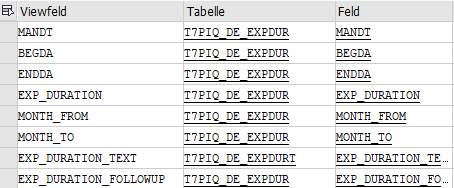 Viewfeld Tabelle Feld
MANDT T7PIQ_DE_EXPDUR MANDT
BEGDA T7PIQ_DE_EXPDUR BEGDA
ENDDA T7PIQ_DE_EXPDUR ENDDA
EXP_DURATION T7PIQ_DE_EXPDUR EXP_DURATION
MONTH_FROM T7PIQ_DE_EXPDUR MONTH_FROM
MONTH_TO T7PIQ_DE_EXPDUR MONTH_TO
EXP_DURATION_TEXT T7PIQ_DE_EXPDURT EXP_DURATION_TE…
EXP_DURATION_FOLLOWUP T7PIQ_DE_EXPDUR EXP_DURATION_FO…